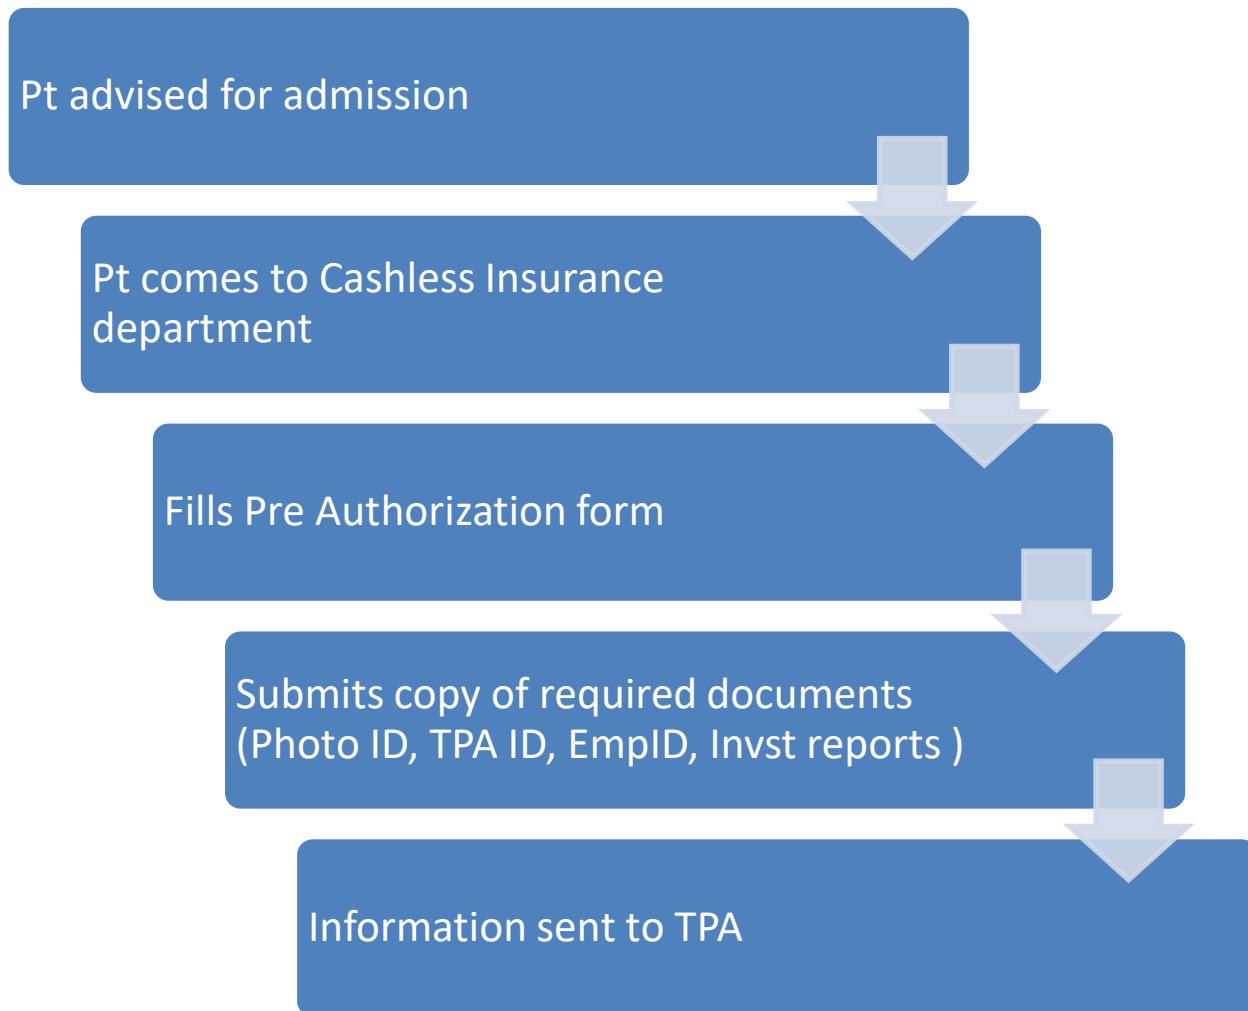 Pt advised for admission
Pt comes to Cashless Insurance
department
Fills Pre Authorization form
Submits copy of required documents
(Photo ID, TPA ID, EmpID, Invst reports )
Information sent to TPA